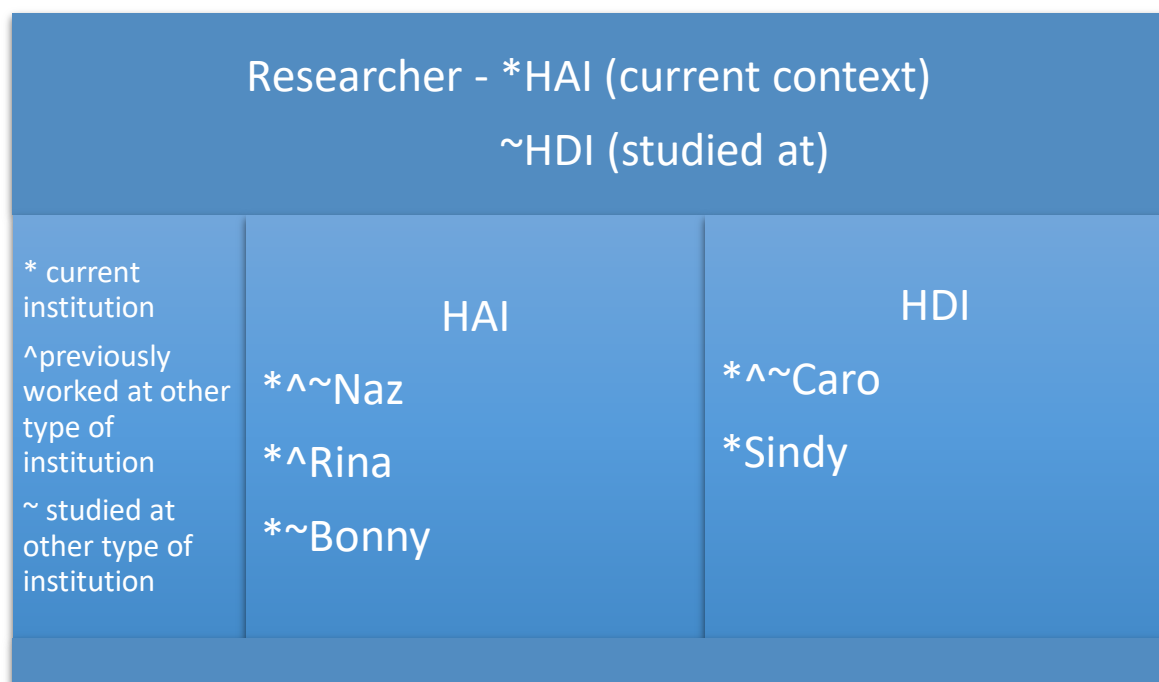 Researcher - *HAI (current context)
~HDI (studied at)
* current
institution
^previously
worked at other
type of
institution
~ studied at
other type of
institution
HAI
*^~Naz
*^Rina
*~Bonny
HDI
*^~Caro
*Sindy